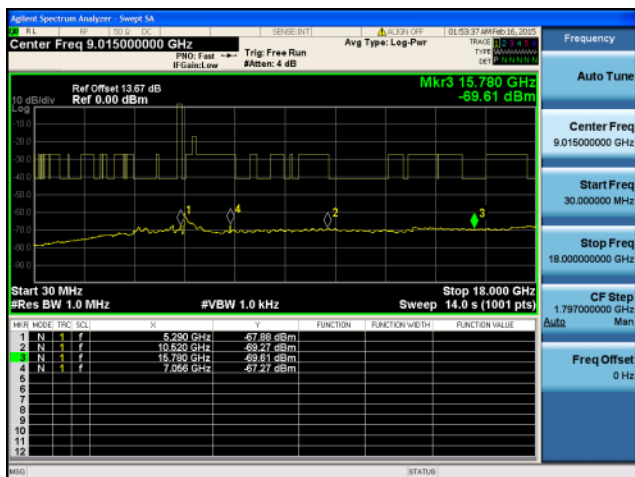 Agilent Spectrum Analyzer - Swept SA
RL RF 50 Ω DC SENSE:INT ALIGN OFF 01:53:37 AM Feb 16, 2015
Center Freq 9.015000000 GHz
PNO: Fast
IFGain:Low
Trig: Free Run
#Atten: 4 dB
Avg Type: Log-Pwr
TRACE 1 2 3 4 5 6
TYPE
DET P N N N N N
Frequency
Mkr3 15.780 GHz
-69.61 dBm
Ref Offset 13.67 dB
Ref 0.00 dBm
10 dB/div
Log
-10.0
-20.0
-30.0
-40.0
-50.0
-60.0
-70.0
-80.0
-90.0
1
4
2
3
Start 30 MHz
Stop 18.000 GHz
#Res BW 1.0 MHz
#VBW 1.0 kHz
Sweep 14.0 s (1001 pts)
MKR MODE TRC SCL X Y FUNCTION FUNCTION WIDTH FUNCTION VALUE
1 N 1 f 5.290 GHz -67.88 dBm
2 N 1 f 10.520 GHz -69.27 dBm
3 N 1 f 15.780 GHz -69.61 dBm
4 N 1 f 7.056 GHz -67.27 dBm
5
6
7
8
9
10
11
12
MSG
STATUS
Auto Tune
Center Freq
9.015000000 GHz
Start Freq
30.000000 MHz
Stop Freq
18.000000000 GHz
CF Step
1.797000000 GHz
Auto Man
Freq Offset
0 Hz